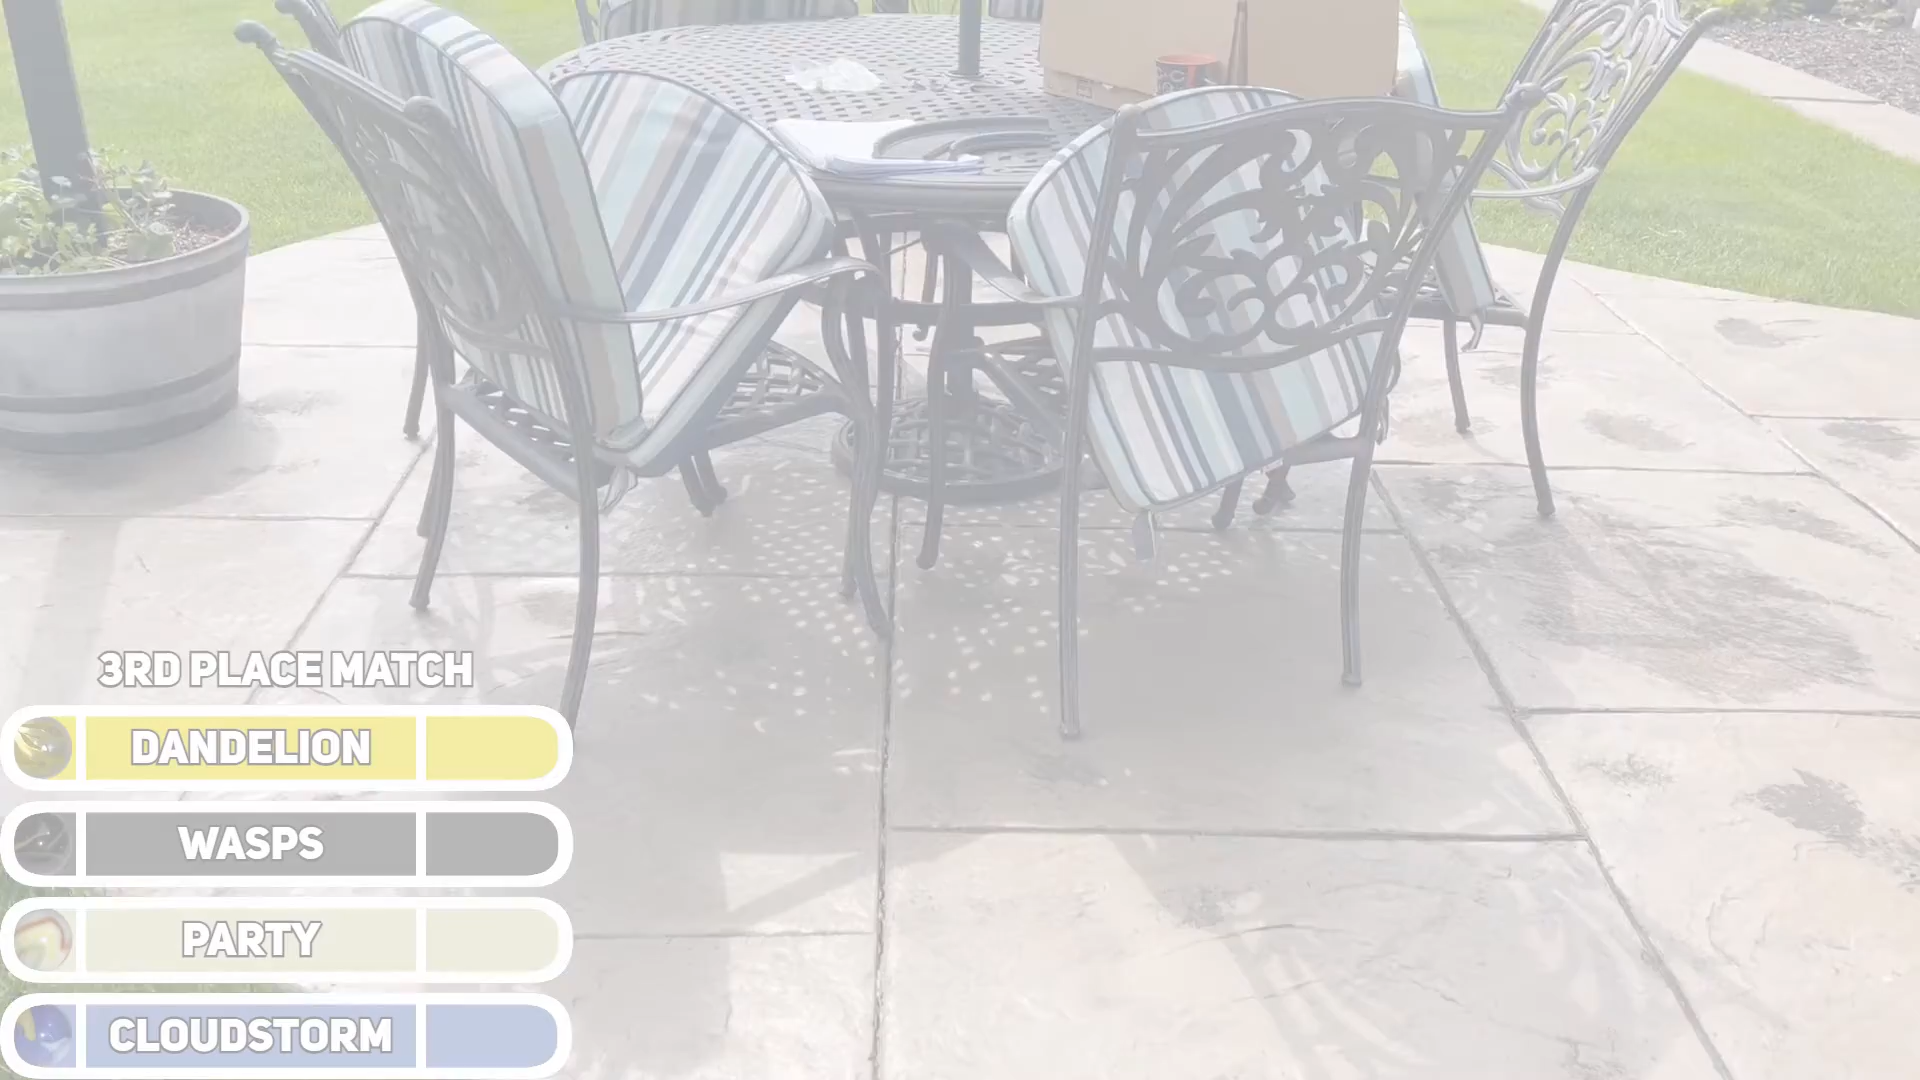 3RD PLACE MATCH
DANDELION
WASPS
PARTY
CLOUDSTORM